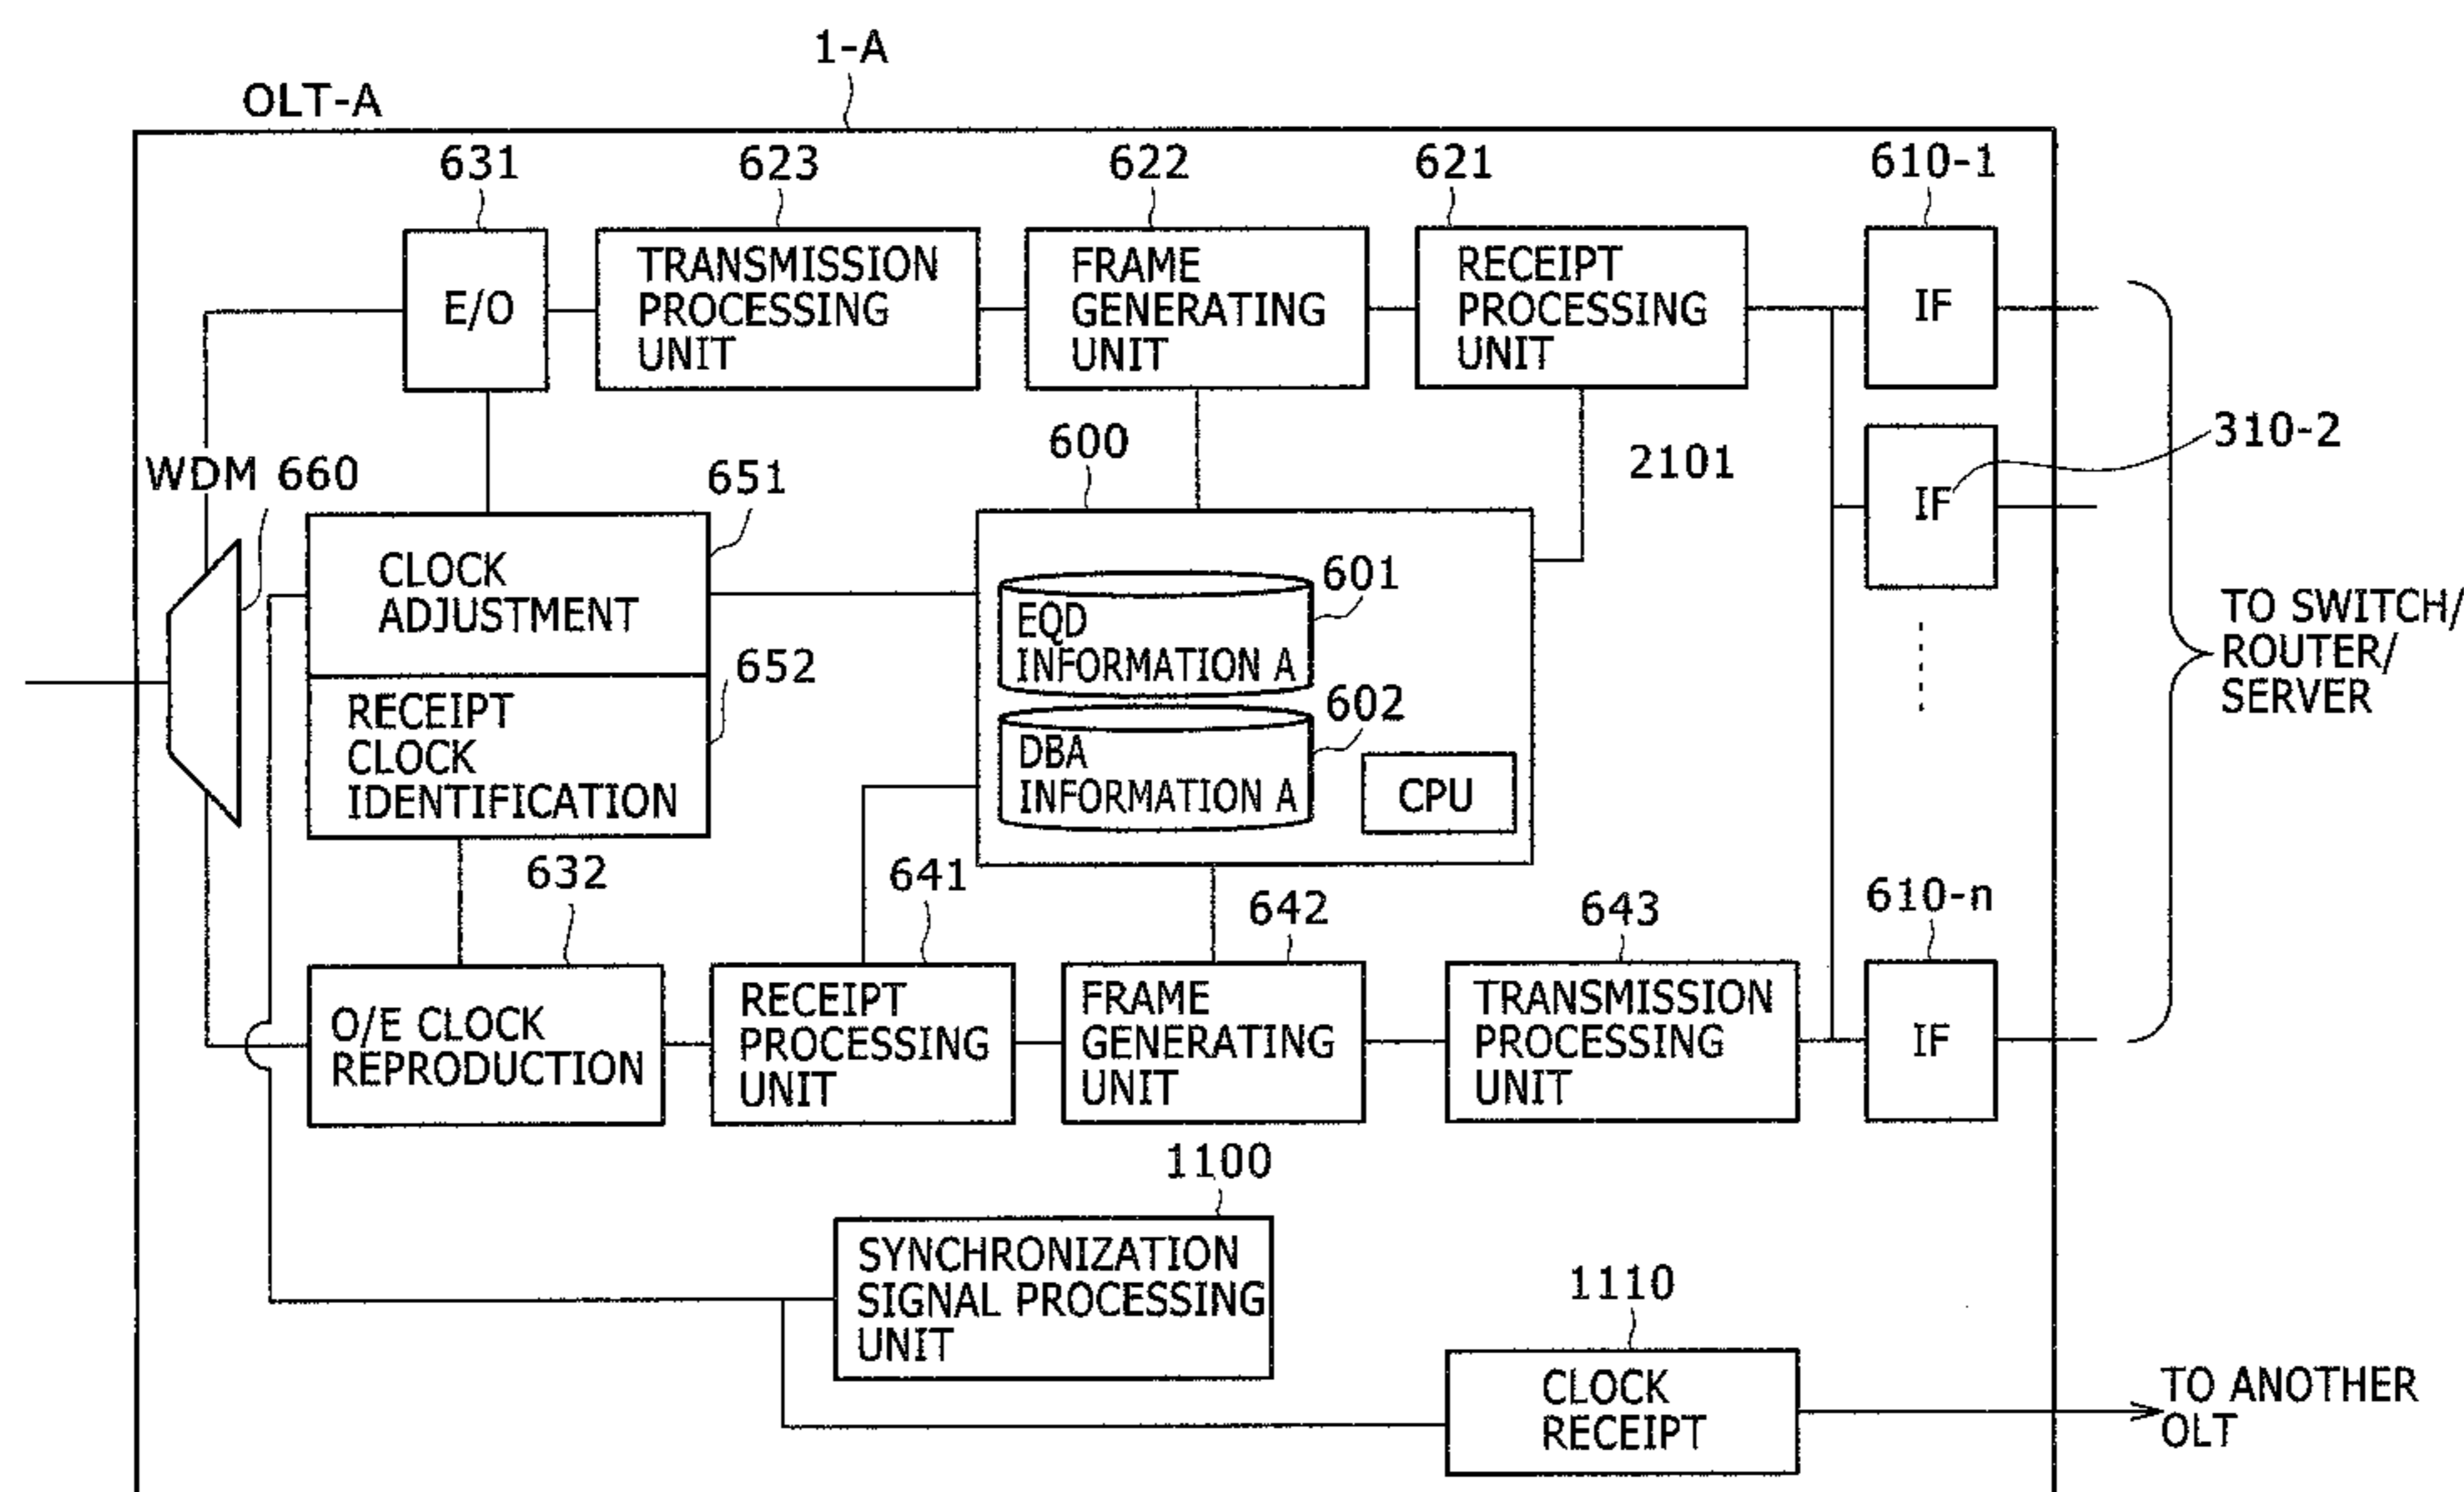 1-A
OLT-A
631
623
622
621
610-1
E/O
TRANSMISSION
PROCESSING
UNIT
FRAME
GENERATING
UNIT
RECEIPT
PROCESSING
UNIT
IF
310-2
IF
WDM 660
651
600
2101
CLOCK
ADJUSTMENT
601
EQD
INFORMATION A
652
RECEIPT
CLOCK
IDENTIFICATION
602
DBA
INFORMATION A
CPU
TO SWITCH/
ROUTER/
SERVER
632
641
642
643
610-n
O/E CLOCK
REPRODUCTION
RECEIPT
PROCESSING
UNIT
FRAME
GENERATING
UNIT
TRANSMISSION
PROCESSING
UNIT
IF
1100
SYNCHRONIZATION
SIGNAL PROCESSING
UNIT
1110
CLOCK
RECEIPT
TO ANOTHER
OLT